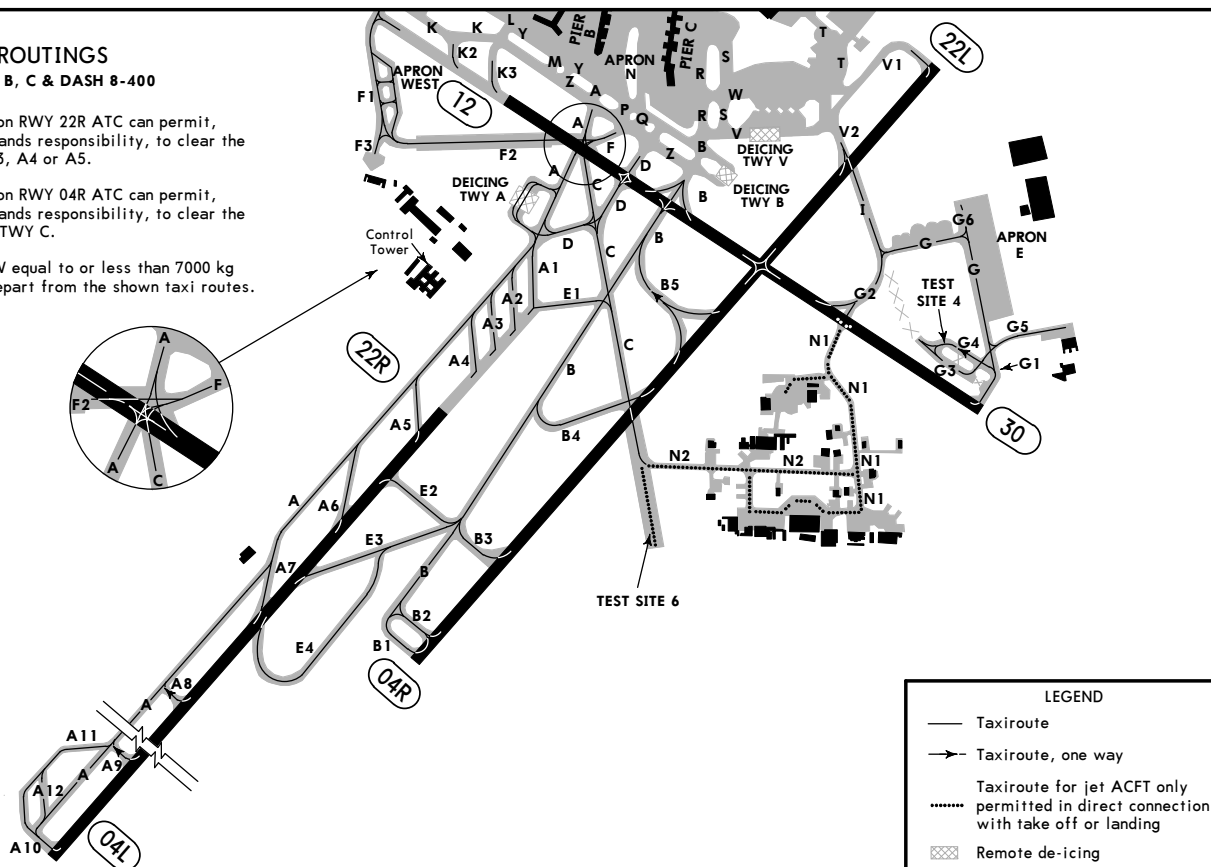 ROUTINGS
B, C & DASH 8-400
on RWY 22R ATC can permit,
ands responsibility, to clear the
3, A4 or A5.
on RWY 04R ATC can permit,
ands responsibility, to clear the
TWY C.
W equal to or less than 7000 kg
epart from the shown taxi routes.
K
K
L
Y
K2
K3
M
Y
Z
A
PIER B
PIER C
APRON N
APRON WEST
12
F1
F3
F2
A
F
P
Q
Z
D
R
S
R
S
W
V
B
T
T
V1
22L
V2
DEICING TWY V
DEICING TWY B
B
DEICING TWY A
A
C
D
D
C
B
Control Tower
A1
A2
A3
A4
E1
B5
I
G
G6
G
APRON E
TEST SITE 4
G2
G5
G4
G3
G1
30
N1
N1
N1
N1
N2
N2
C
B
B4
22R
A5
A
A6
E2
E3
B3
A7
B
B2
B1
E4
04R
TEST SITE 6
A
F
F2
A
C
A8
A
A11
A9
A
A12
A10
04L
LEGEND
Taxiroute
Taxiroute, one way
Taxiroute for jet ACFT only
permitted in direct connection
with take off or landing
Remote de-icing